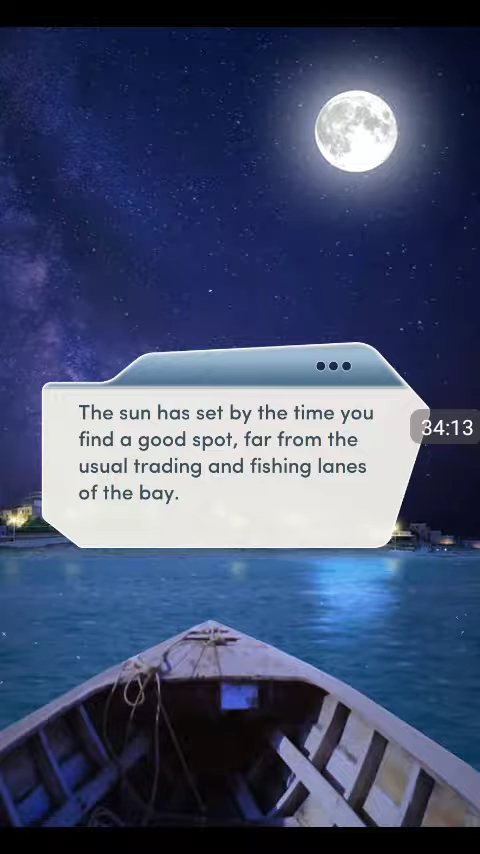 The sun has set by the time you
find a good spot, far from the
usual trading and fishing lanes
of the bay.
34:13